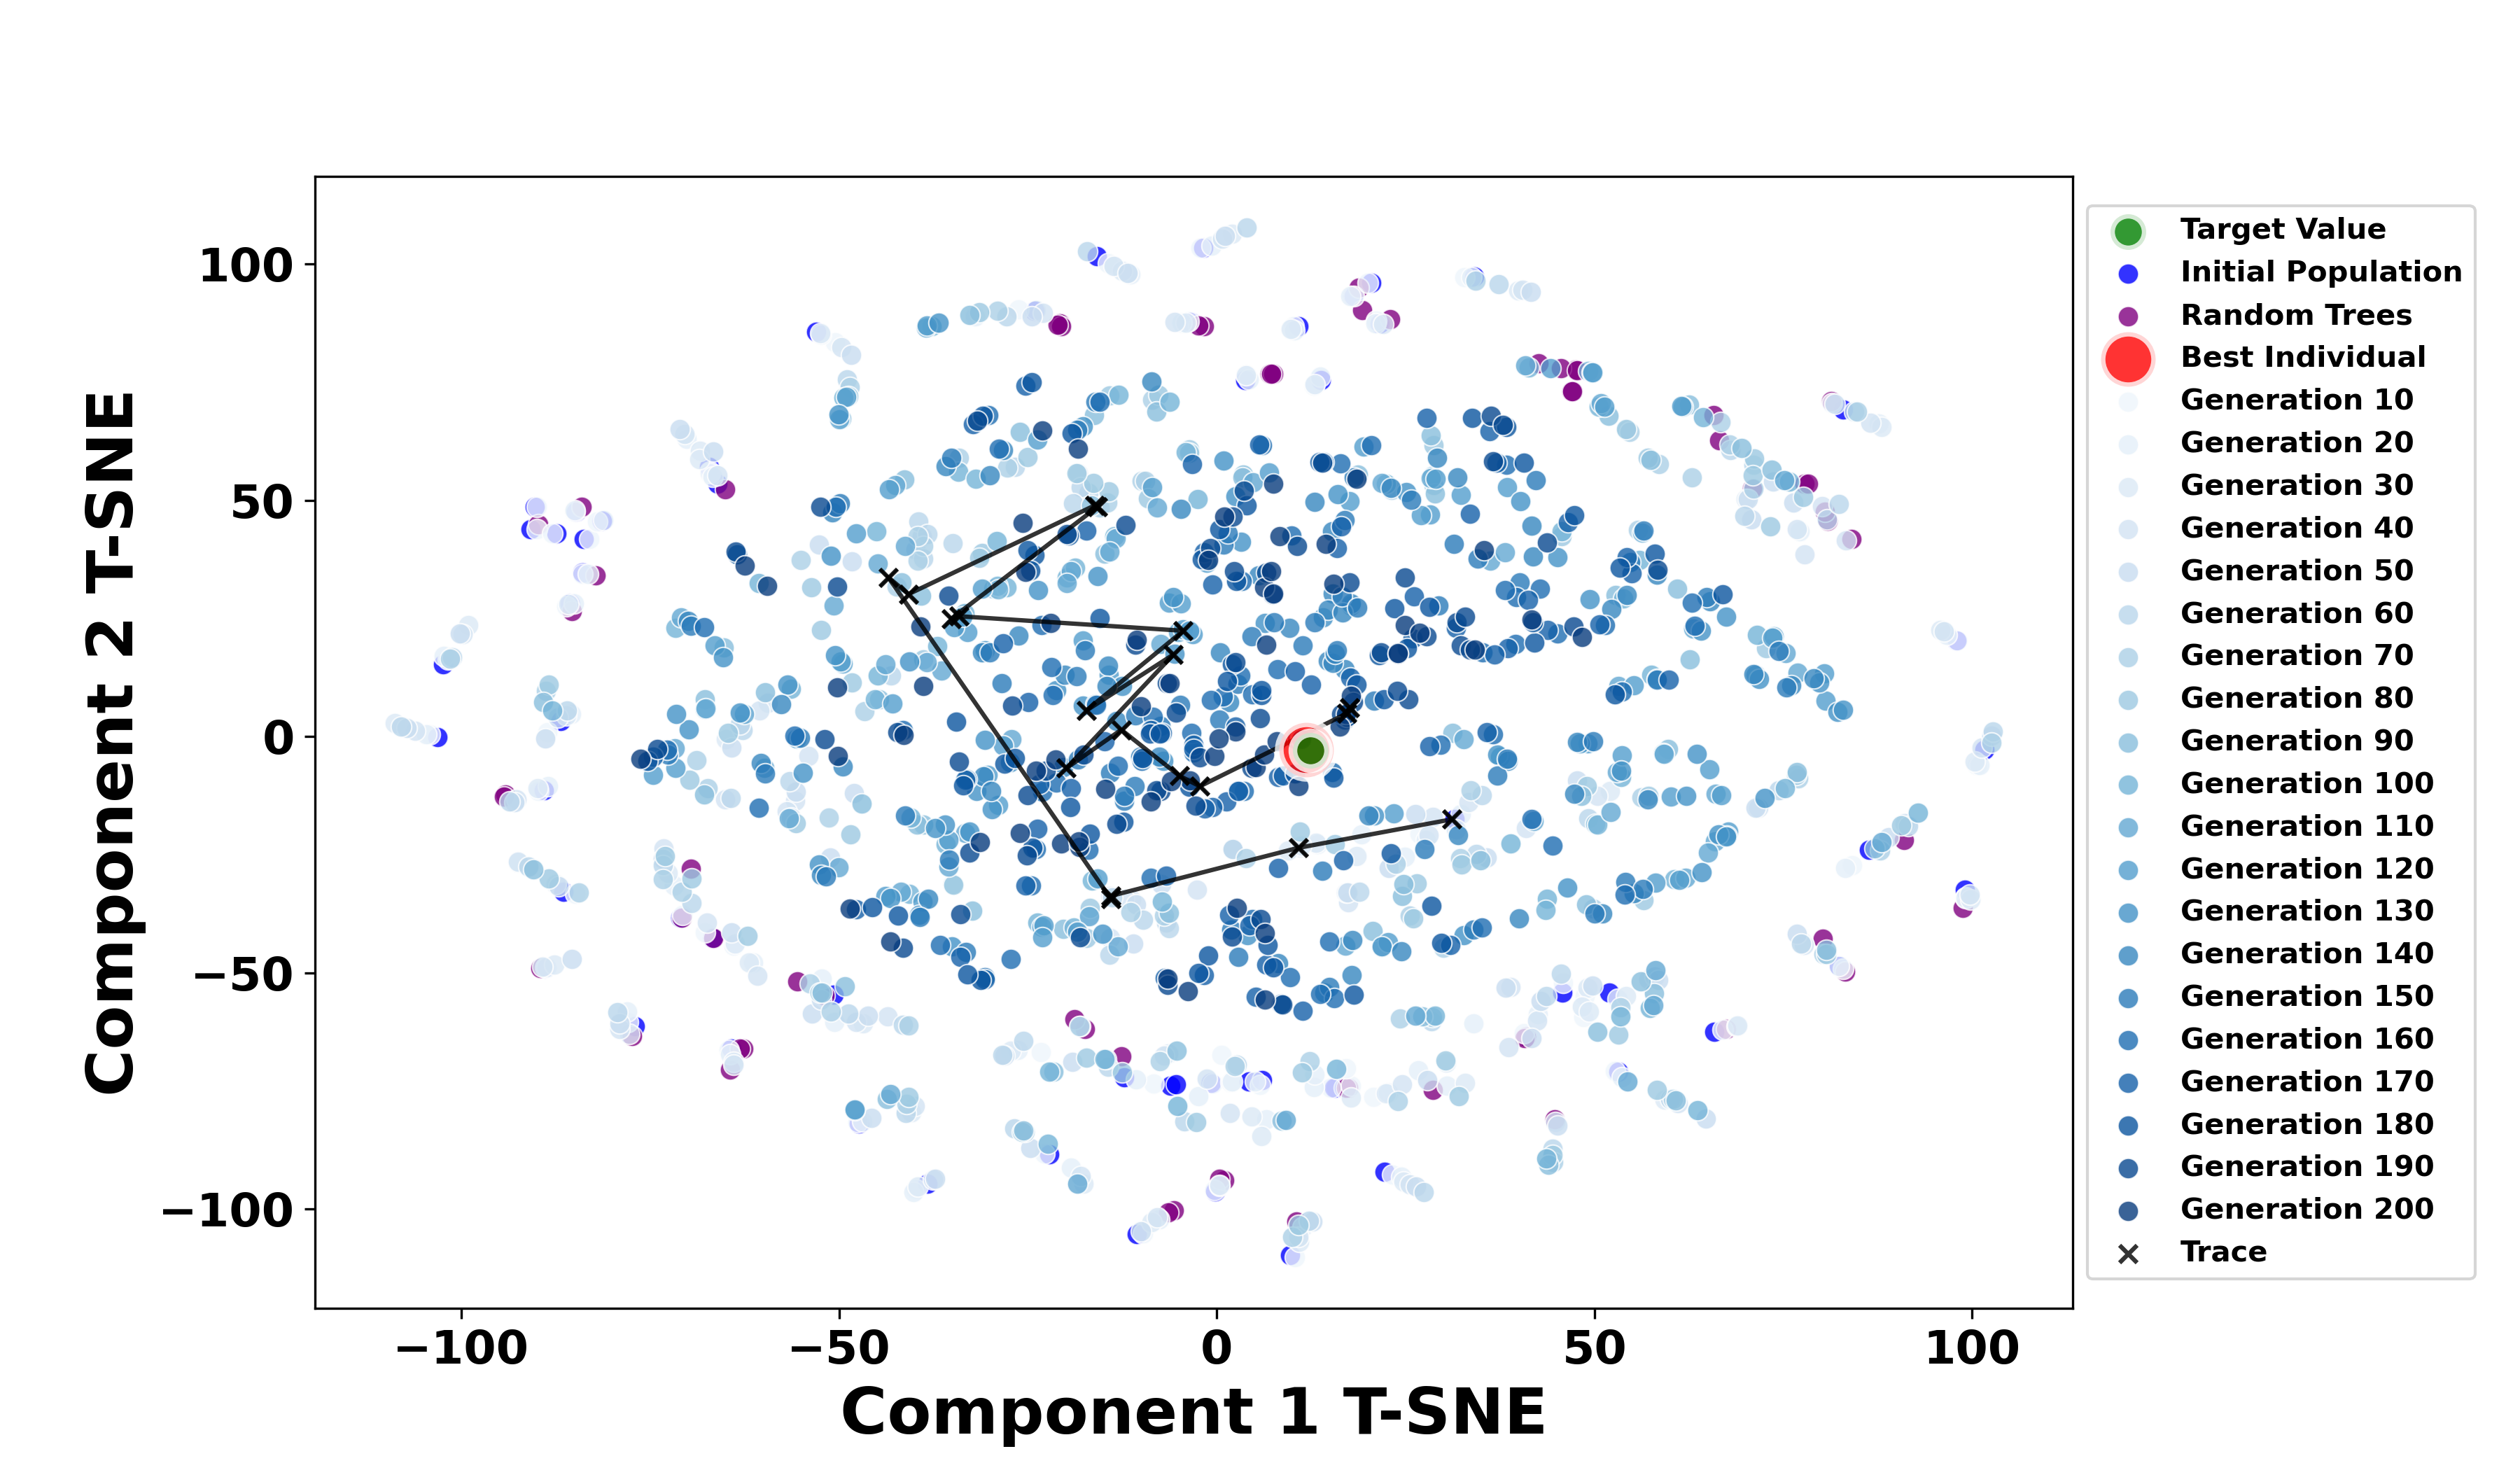 100
50
0
−50
−100
Component 2 T-SNE
−100
−50
0
50
100
Component 1 T-SNE
Target Value
Initial Population
Random Trees
Best Individual
Generation 10
Generation 20
Generation 30
Generation 40
Generation 50
Generation 60
Generation 70
Generation 80
Generation 90
Generation 100
Generation 110
Generation 120
Generation 130
Generation 140
Generation 150
Generation 160
Generation 170
Generation 180
Generation 190
Generation 200
Trace